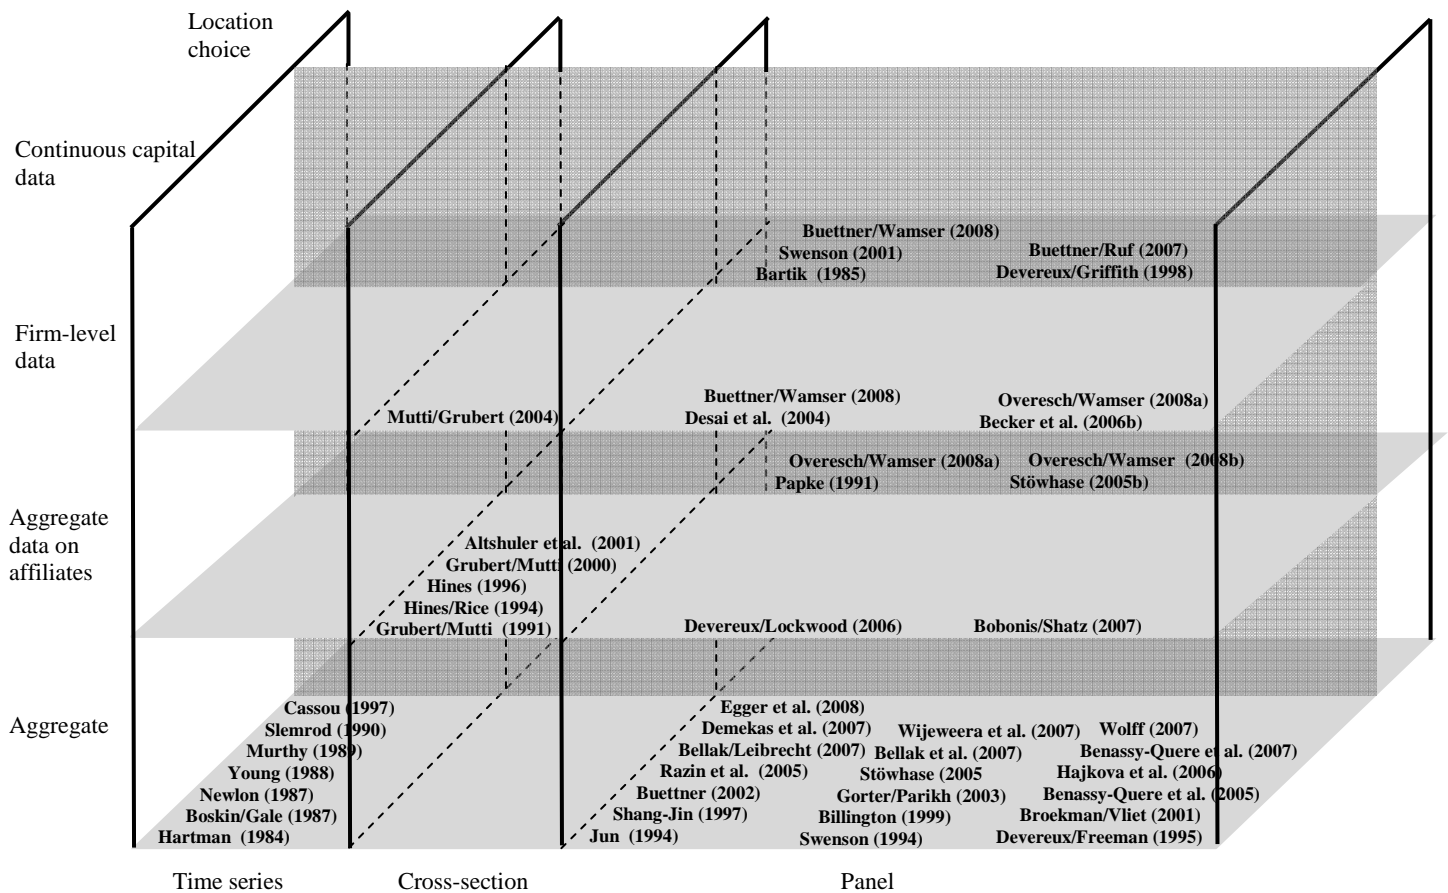 Location
choice
Continuous capital
data
Buettner/Wamser (2008)
Swenson (2001)
Bartik (1985)
Buettner/Ruf (2007)
Devereux/Griffith (1998)
Firm-level
data
Mutti/Grubert (2004)
Buettner/Wamser (2008)
Desai et al. (2004)
Overesch/Wamser (2008a)
Becker et al. (2006b)
Overesch/Wamser (2008a)
Papke (1991)
Overesch/Wamser (2008b)
Stöwhase (2005b)
Aggregate
data on
affiliates
Altshuler et al. (2001)
Grubert/Mutti (2000)
Hines (1996)
Hines/Rice (1994)
Grubert/Mutti (1991)
Devereux/Lockwood (2006)
Bobonis/Shatz (2007)
Aggregate
Cassou (1997)
Slemrod (1990)
Murthy (1989)
Young (1988)
Newlon (1987)
Boskin/Gale (1987)
Hartman (1984)
Egger et al. (2008)
Demekas et al. (2007)
Bellak/Leibrecht (2007)
Razin et al. (2005)
Buettner (2002)
Shang-Jin (1997)
Jun (1994)
Wijeweera et al. (2007)
Bellak et al. (2007)
Stöwhase (2005
Gorter/Parikh (2003)
Billington (1999)
Swenson (1994)
Wolff (2007)
Benassy-Quere et al. (2007)
Hajkova et al. (2006)
Benassy-Quere et al. (2005)
Broekman/Vliet (2001)
Devereux/Freeman (1995)
Time series
Cross-section
Panel